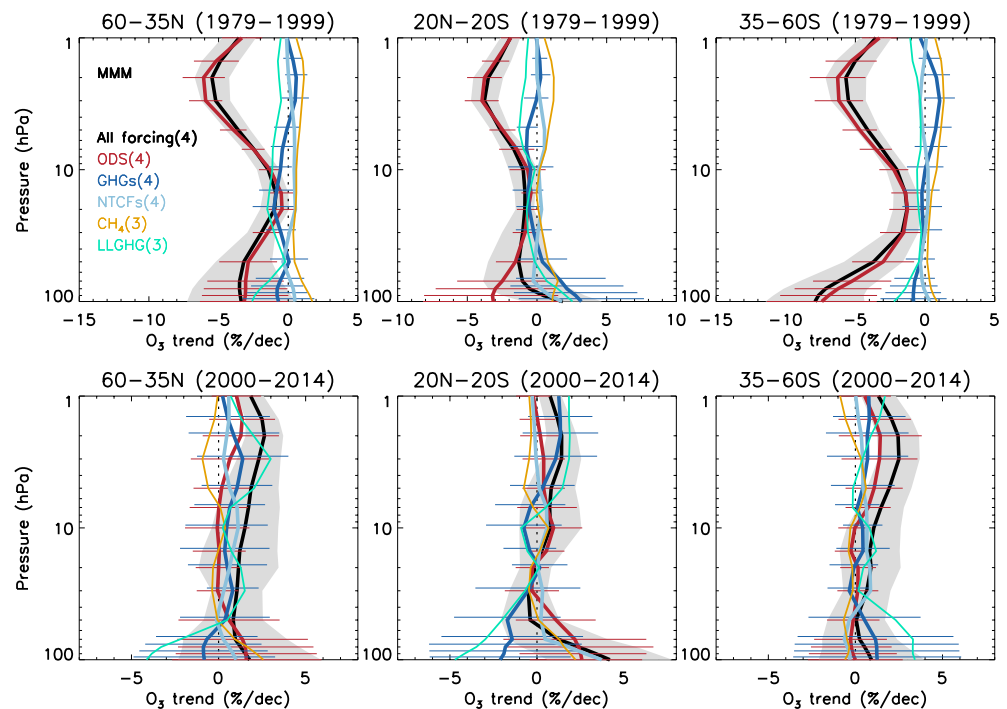 60−35N (1979−1999)
20N−20S (1979−1999)
35−60S (1979−1999)
Pressure (hPa)
1
10
100
MMM
All forcing(4)
ODS(4)
GHGs(4)
NTCFs(4)
CH₄(3)
LLGHG(3)
1
10
100
1
10
100
−15 −10 −5 0 5
−10 −5 0 5 10
−15 −10 −5 0 5
O₃ trend (%/dec)
O₃ trend (%/dec)
O₃ trend (%/dec)
60−35N (2000−2014)
20N−20S (2000−2014)
35−60S (2000−2014)
Pressure (hPa)
1
10
100
1
10
100
1
10
100
−5 0 5
−5 0 5
−5 0 5
O₃ trend (%/dec)
O₃ trend (%/dec)
O₃ trend (%/dec)